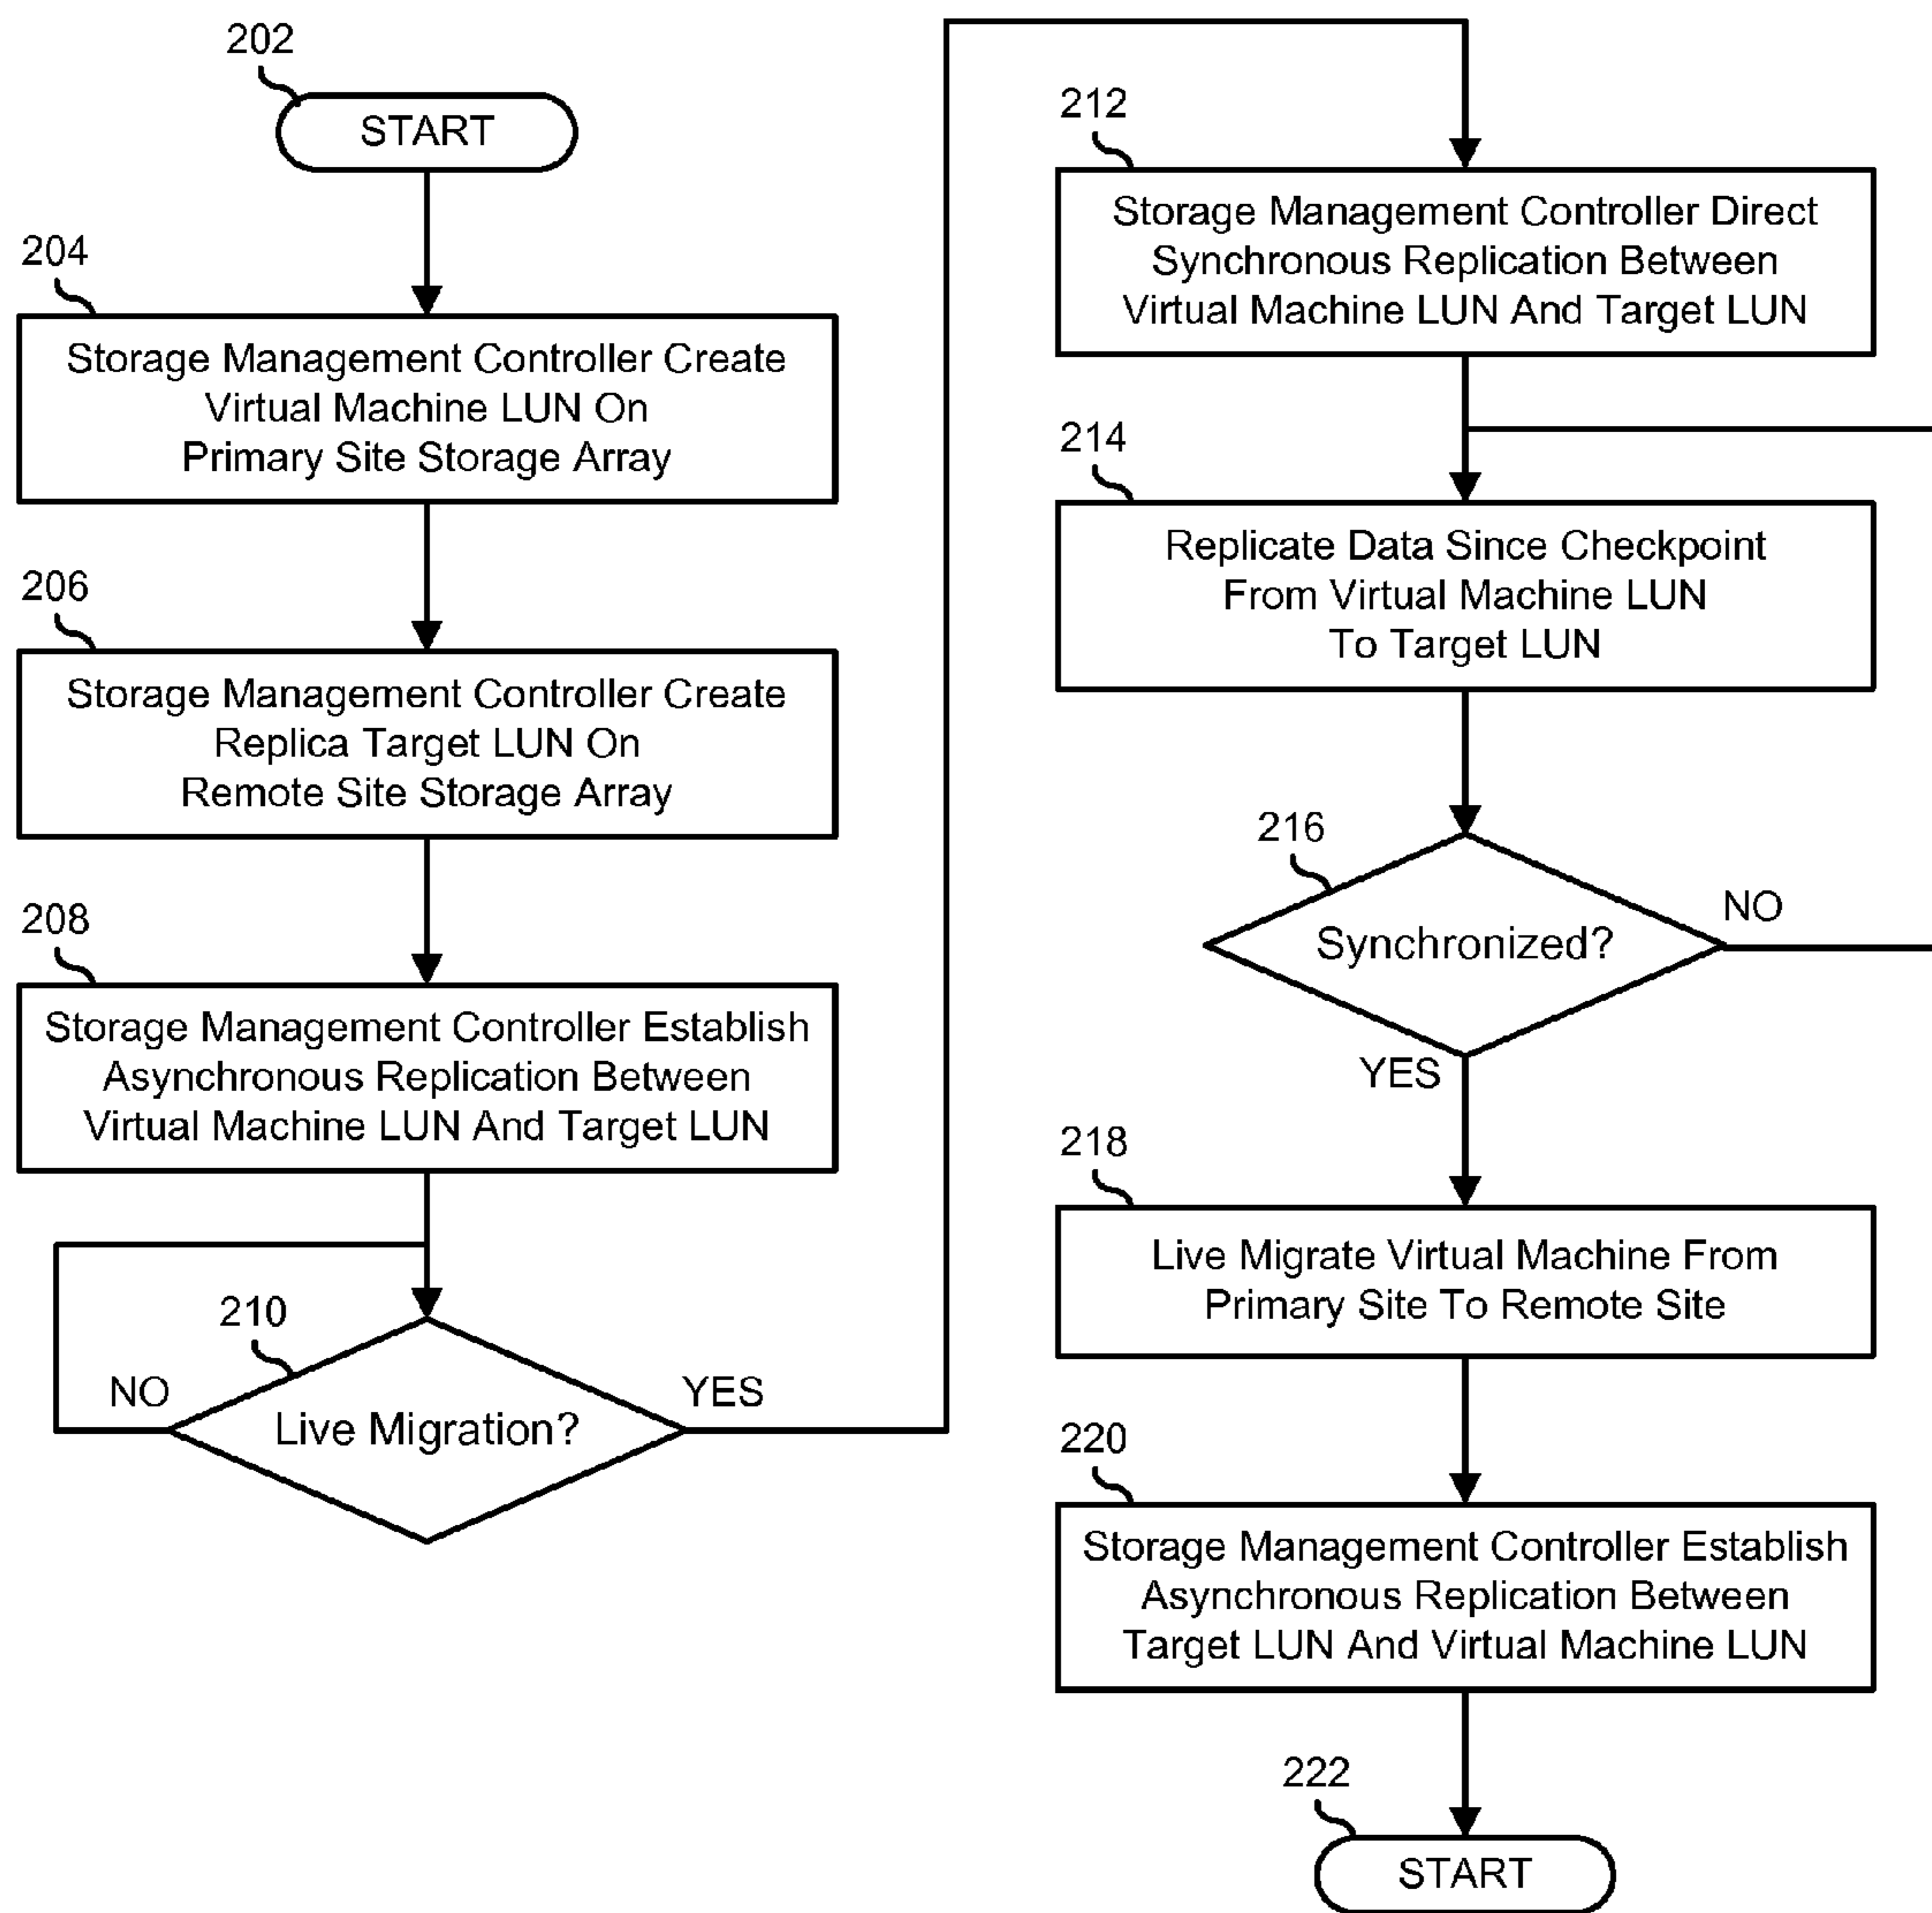 202
START
204
Storage Management Controller Create
Virtual Machine LUN On
Primary Site Storage Array
206
Storage Management Controller Create
Replica Target LUN On
Remote Site Storage Array
208
Storage Management Controller Establish
Asynchronous Replication Between
Virtual Machine LUN And Target LUN
210
NO
YES
Live Migration?
212
Storage Management Controller Direct
Synchronous Replication Between
Virtual Machine LUN And Target LUN
214
Replicate Data Since Checkpoint
From Virtual Machine LUN
To Target LUN
216
NO
Synchronized?
YES
218
Live Migrate Virtual Machine From
Primary Site To Remote Site
220
Storage Management Controller Establish
Asynchronous Replication Between
Target LUN And Virtual Machine LUN
222
START